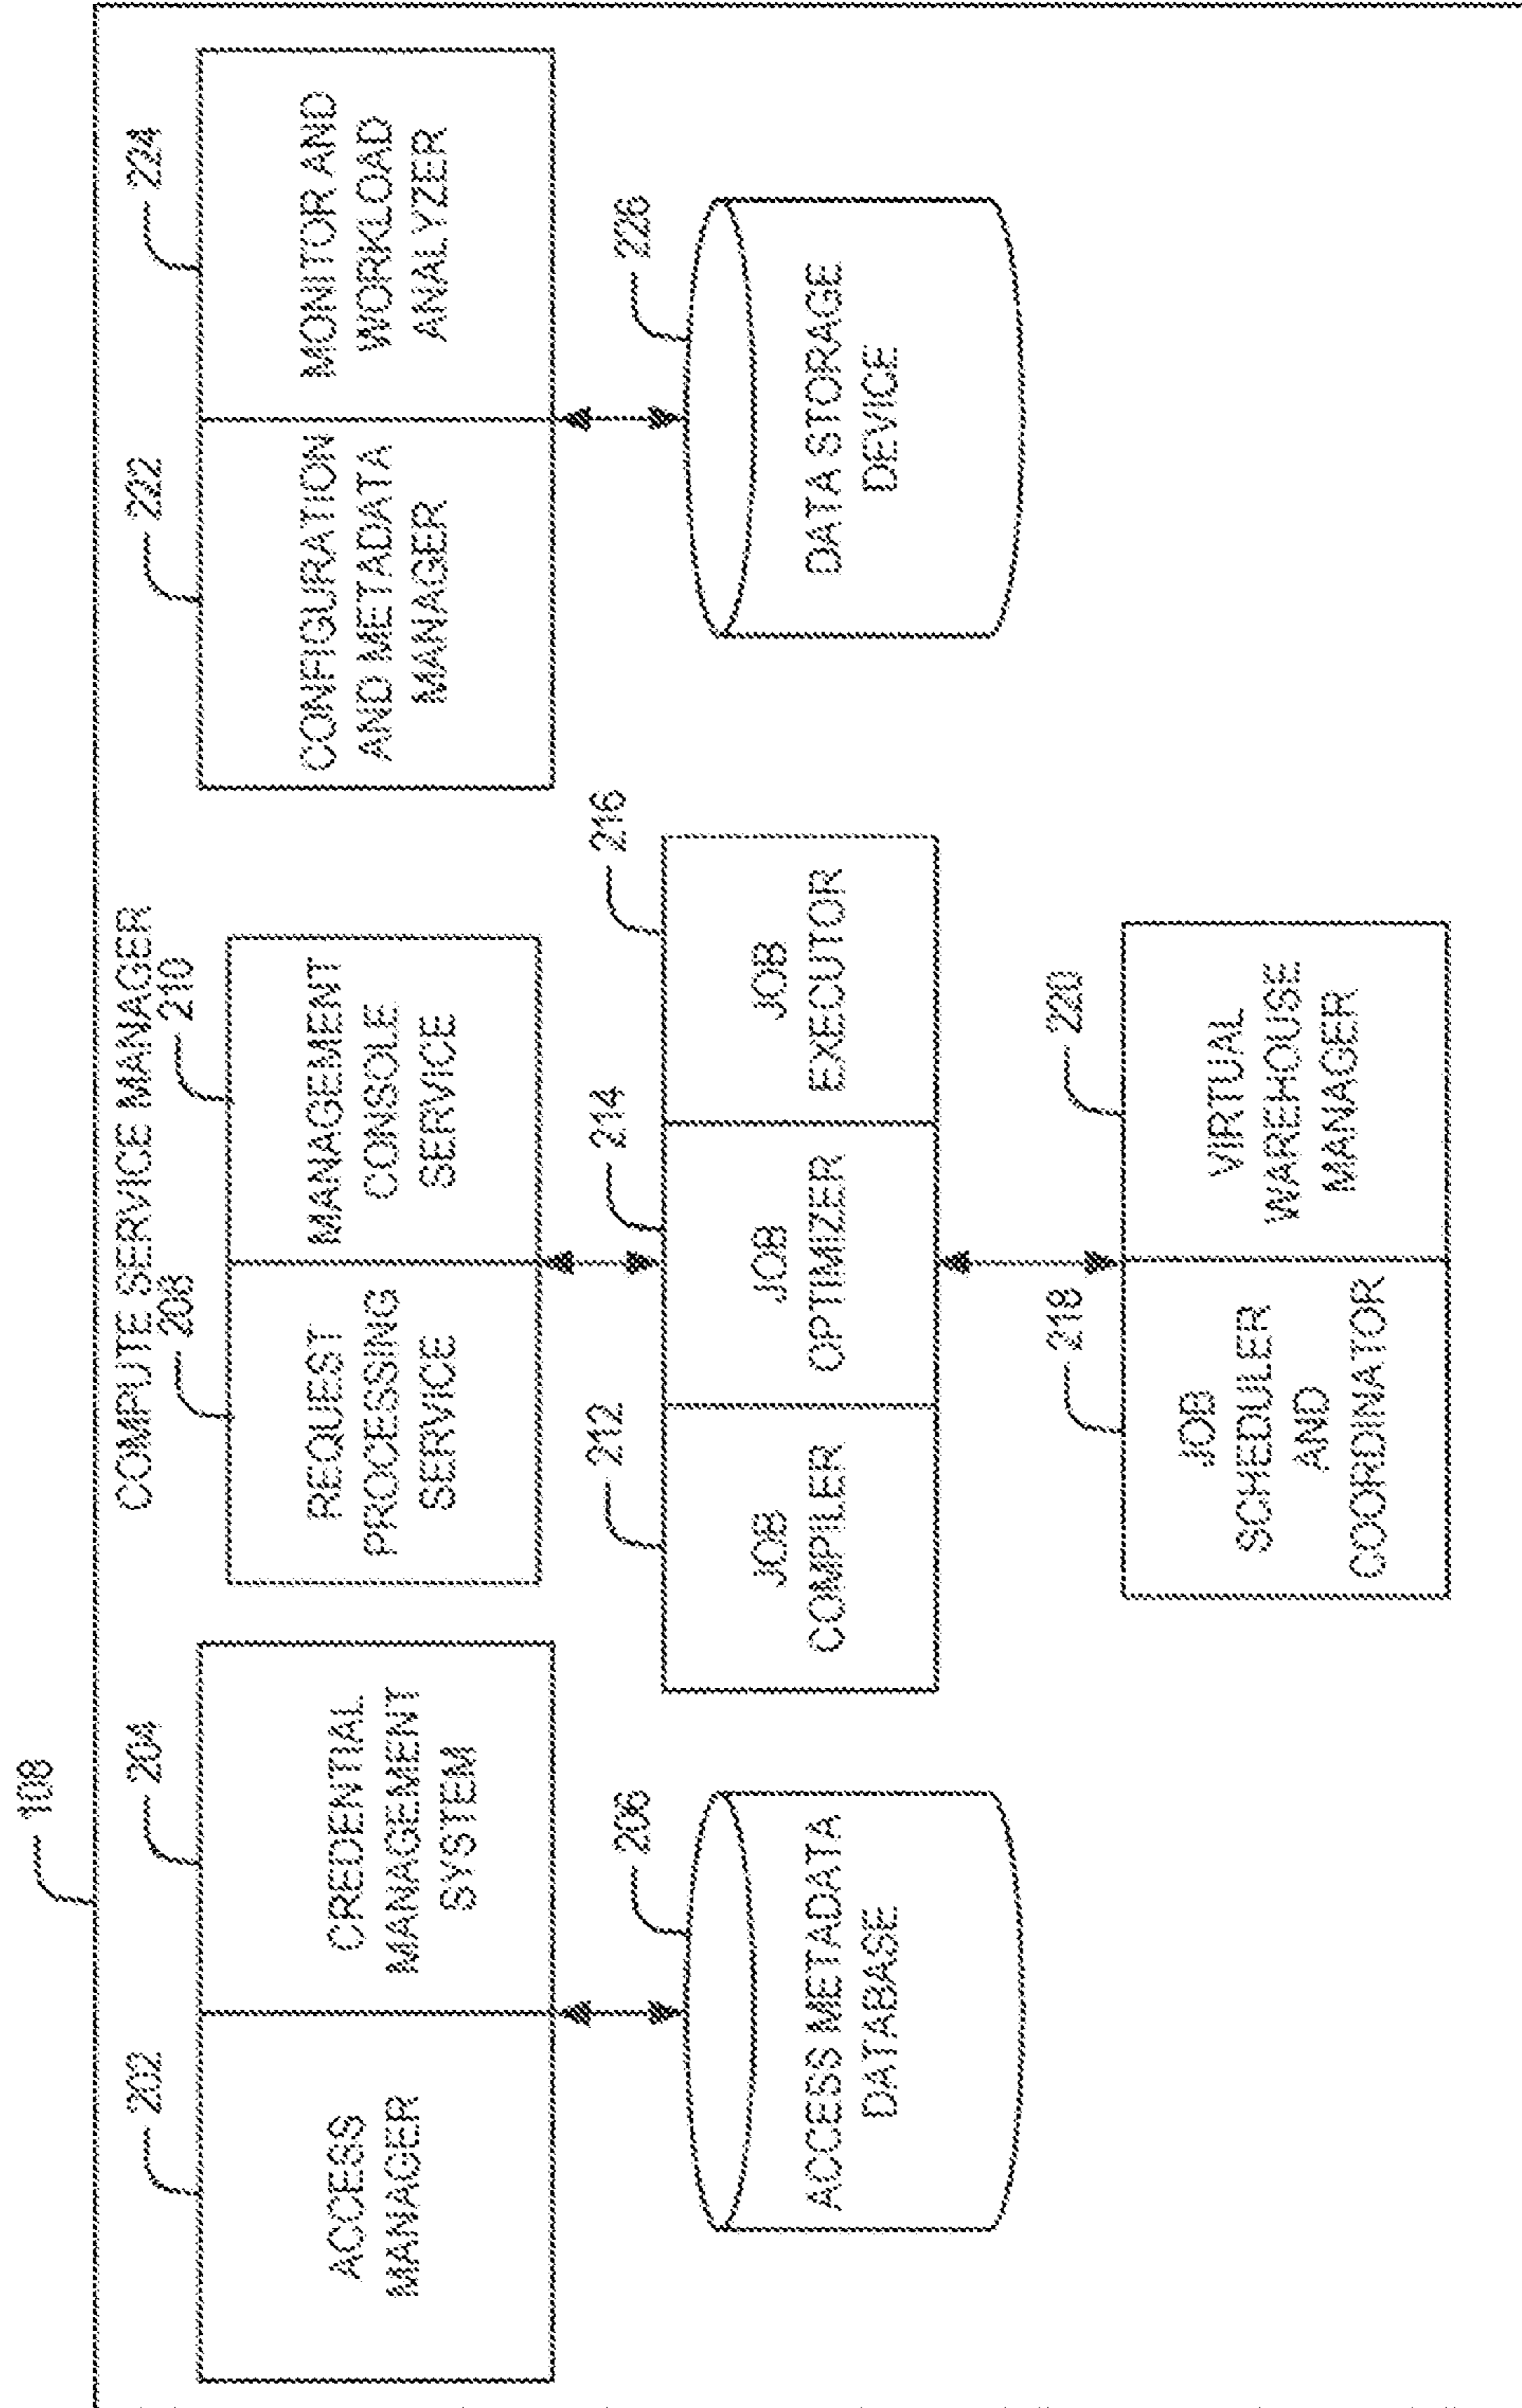 108
COMPUTE SERVICE MANAGER
202
ACCESS
MANAGER
204
CREDENTIAL
MANAGEMENT
SYSTEM
206
ACCESS METADATA
DATABASE
208
REQUEST
PROCESSING
SERVICE
210
MANAGEMENT
CONSOLE
SERVICE
212
JOB
COMPILER
214
JOB
OPTIMIZER
216
JOB
EXECUTOR
218
JOB
SCHEDULER
AND
COORDINATOR
220
VIRTUAL
WAREHOUSE
MANAGER
222
CONFIGURATION
AND METADATA
MANAGER
224
MONITOR AND
WORKLOAD
ANALYZER
226
DATA STORAGE
DEVICE